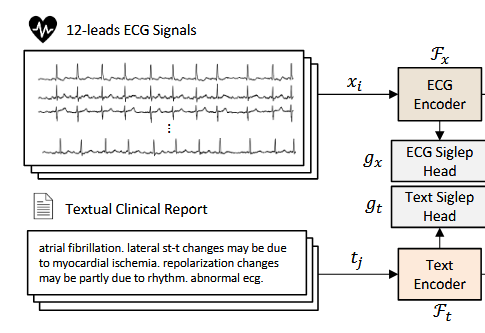 12-leads ECG Signals
x_i
ℱ_x
ECG
Encoder
g_x
ECG Siglep
Head
Textual Clinical Report
g_t
Text Siglep
Head
atrial fibrillation. lateral st-t changes may be due
to myocardial ischemia. repolarization changes
may be partly due to rhythm. abnormal ecg.
t_j
Text
Encoder
ℱ_t